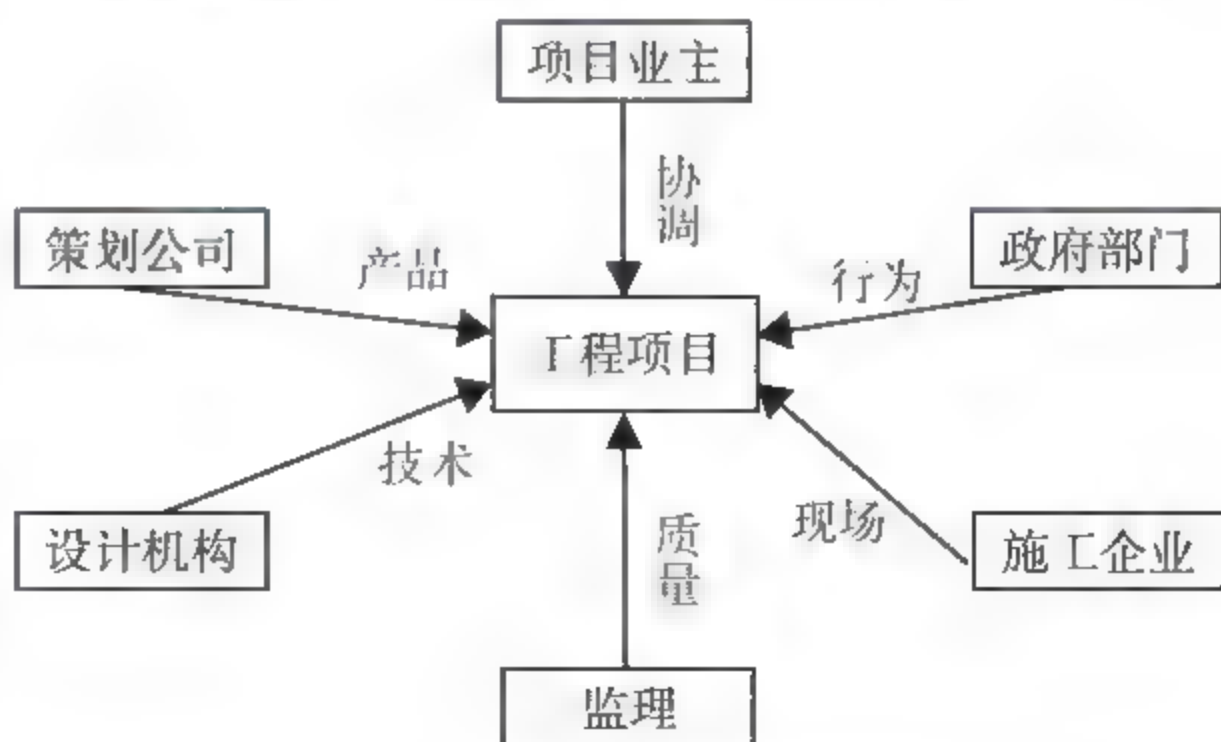 项目业主
协调
策划公司
产品
行为
政府部门
工程项目
技术
设计机构
质量
现场
施工企业
监理